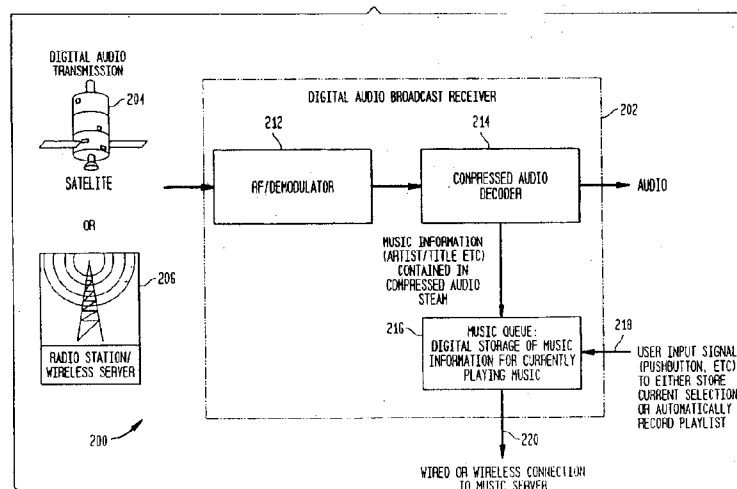 DIGITAL AUDIO
TRANSMISSION
204
SATELITE
OR
206
RADIO STATION/
WIRELESS SERVER
200
DIGITAL AUDIO BROADCAST RECEIVER
202
212
RF/DEMODULATOR
214
COMPRESSED AUDIO
DECODER
AUDIO
MUSIC INFORMATION
(ARTIST/TITLE ETC)
CONTAINED IN
COMPRESSED AUDIO
STEAM
216
MUSIC QUEUE:
DIGITAL STORAGE OF MUSIC
INFORMATION FOR CURRENTLY
PLAYING MUSIC
218
USER INPUT SIGNAL
(PUSHBUTTON, ETC)
TO EITHER STORE
CURRENT SELECTION
OR AUTOMATICALLY
RECORD PLAYLIST
220
WIRED OR WIRELESS CONNECTION
TO MUSIC SERVER